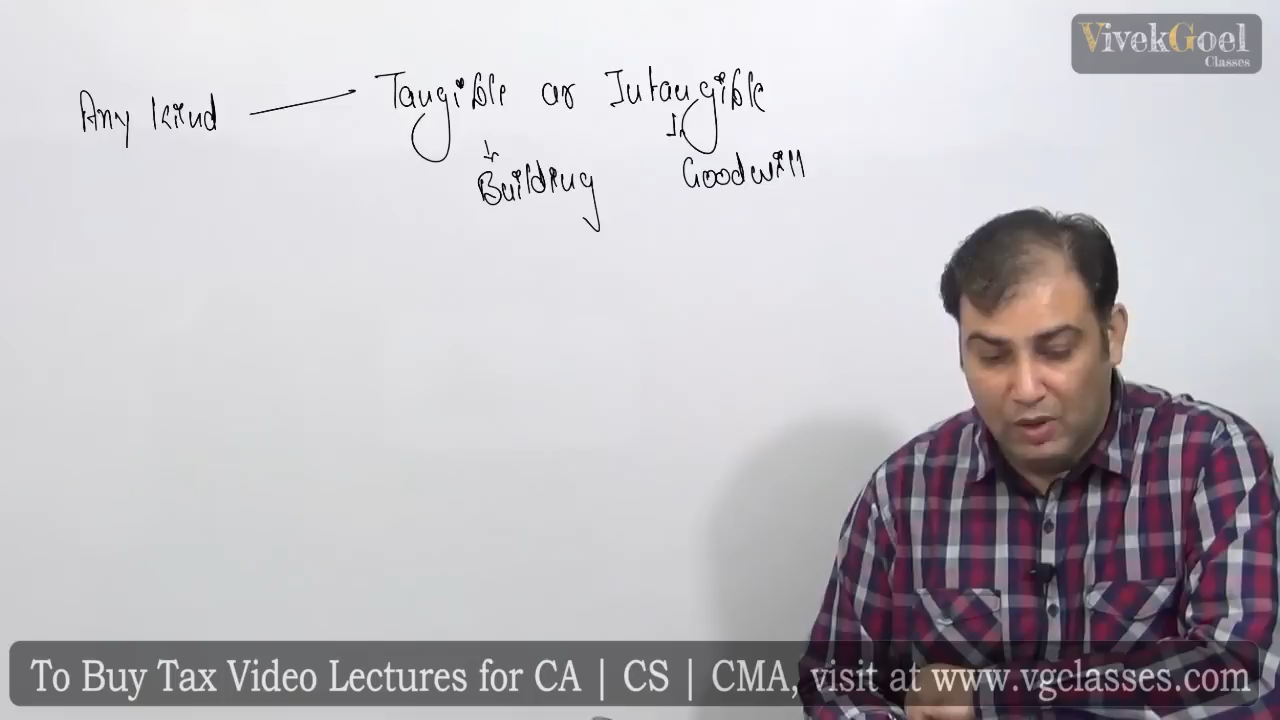 VivekGoel
Classes
Any kind Tangible or Intangible
Building Goodwill
To Buy Tax Video Lectures for CA | CS | CMA, visit at www.vgclasses.com